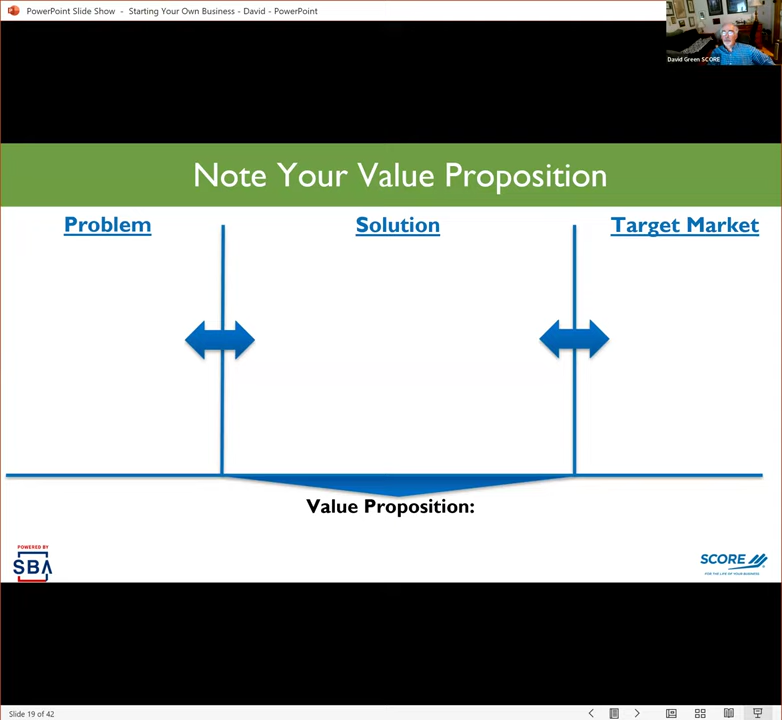 PowerPoint Slide Show - Starting Your Own Business - David - PowerPoint
David Green SCORE
Note Your Value Proposition
Problem
Solution
Target Market
Value Proposition:
POWERED BY
SBA
SCORE
FOR THE LIFE OF YOUR BUSINESS
Slide 19 of 42